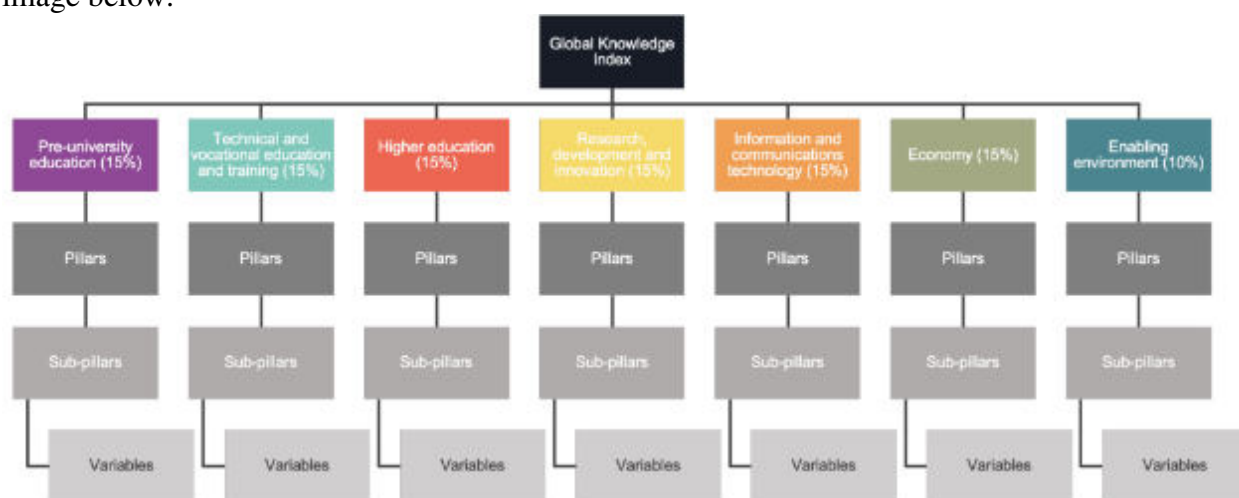 image below:
Global Knowledge
Index
Pre-university
education (15%)
Technical and
vocational education
and training (15%)
Higher education
(15%)
Research,
development and
innovation (15%)
Information and
communications
technology (15%)
Economy (15%)
Enabling
environment (10%)
Pillars
Pillars
Pillars
Pillars
Pillars
Pillars
Pillars
Sub-pillars
Sub-pillars
Sub-pillars
Sub-pillars
Sub-pillars
Sub-pillars
Sub-pillars
Variables
Variables
Variables
Variables
Variables
Variables
Variables